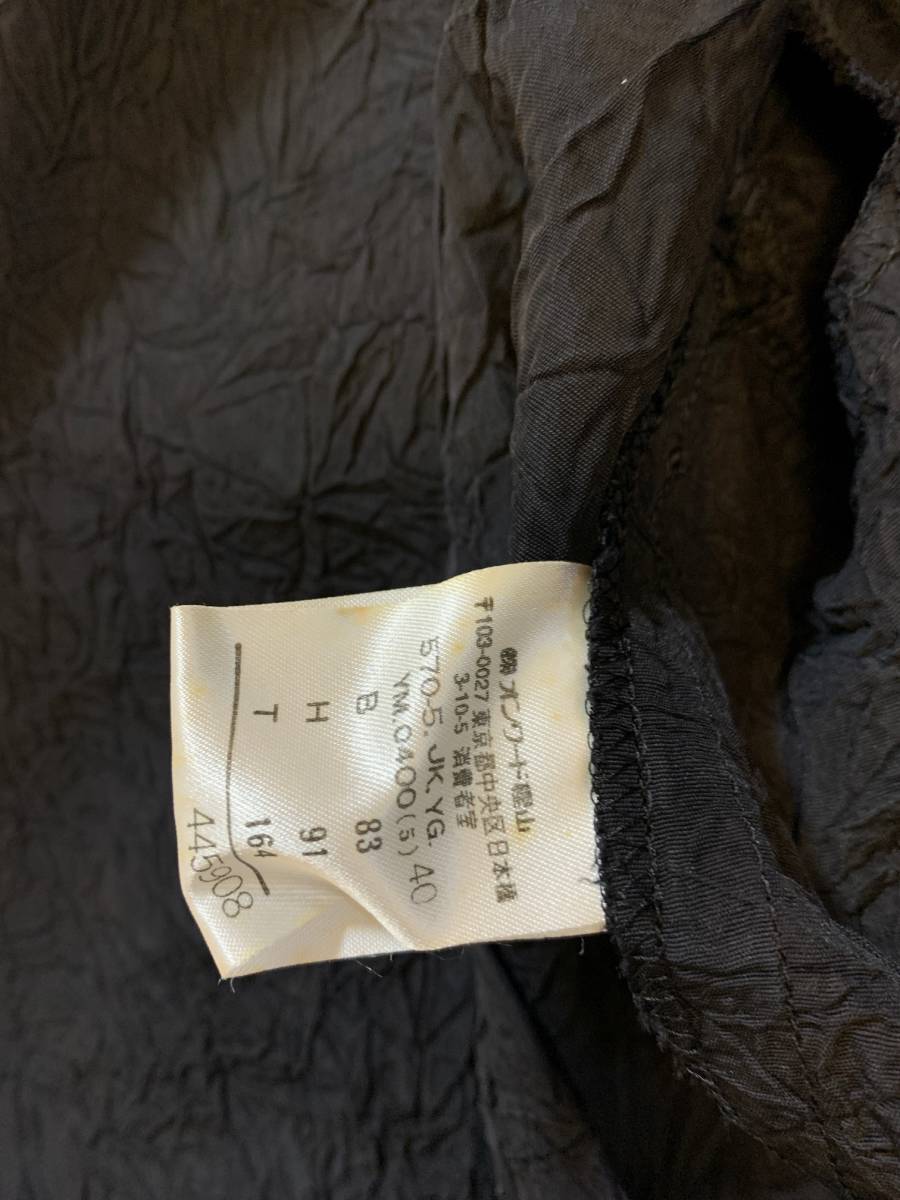 ㈱オンワード樫山
〒103-0027 東京都中央区日本橋
3-10-5 消費者室
570-5. JK. YG. 40
YM.0400(5)
B 83
H 91
T 164
445908